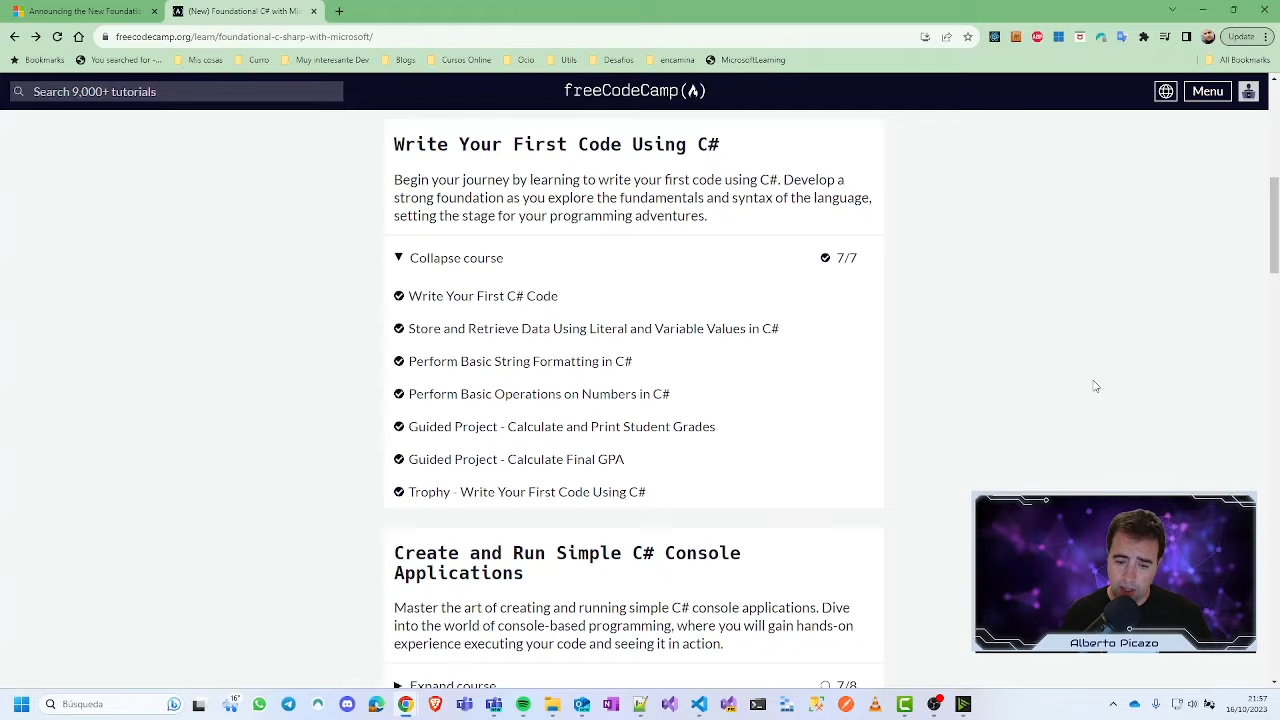 Announcing the New Foundatio
(New) Foundational C# with Mic
freecodecamp.org/learn/foundational-c-sharp-with-microsoft/
Update
Bookmarks
You searched for -...
Mis cosas
Curro
Muy interesante Dev
Blogs
Cursos Online
Ocio
Utils
Desafios
encamina
MicrosoftLearning
All Bookmarks
Search 9,000+ tutorials
freeCodeCamp
Menu
Write Your First Code Using C#
Begin your journey by learning to write your first code using C#. Develop a
strong foundation as you explore the fundamentals and syntax of the language,
setting the stage for your programming adventures.
Collapse course
7/7
Write Your First C# Code
Store and Retrieve Data Using Literal and Variable Values in C#
Perform Basic String Formatting in C#
Perform Basic Operations on Numbers in C#
Guided Project - Calculate and Print Student Grades
Guided Project - Calculate Final GPA
Trophy - Write Your First Code Using C#
Create and Run Simple C# Console
Applications
Master the art of creating and running simple C# console applications. Dive
into the world of console-based programming, where you will gain hands-on
experience executing your code and seeing it in action.
Expand course
7/8
Alberto Picazo
Búsqueda
16°
21:57
16/10/2023